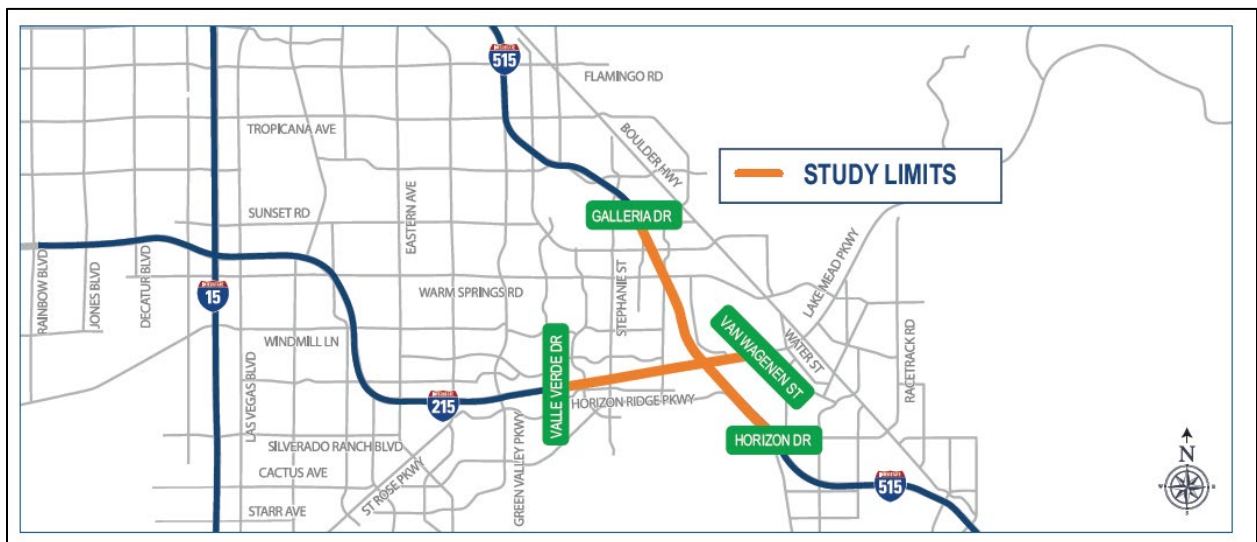 515
FLAMINGO RD
TROPICANA AVE
BOULDER HWY
STUDY LIMITS
SUNSET RD
GALLERIA DR
EASTERN AVE
RAINBOW BLVD
JONES BLVD
DECATUR BLVD
15
WARM SPRINGS RD
STEPHANIE ST
LAKE MEAD PKWY
WINDMILL LN
VAN WAGENEN ST
WATER ST
RACETRACK RD
LAS VEGAS BLVD
215
VALLE VERDE DR
HORIZON RIDGE PKWY
SILVERADO RANCH BLVD
HORIZON DR
CACTUS AVE
ST ROSE PKWY
GREEN VALLEY PKWY
515
STARR AVE
N